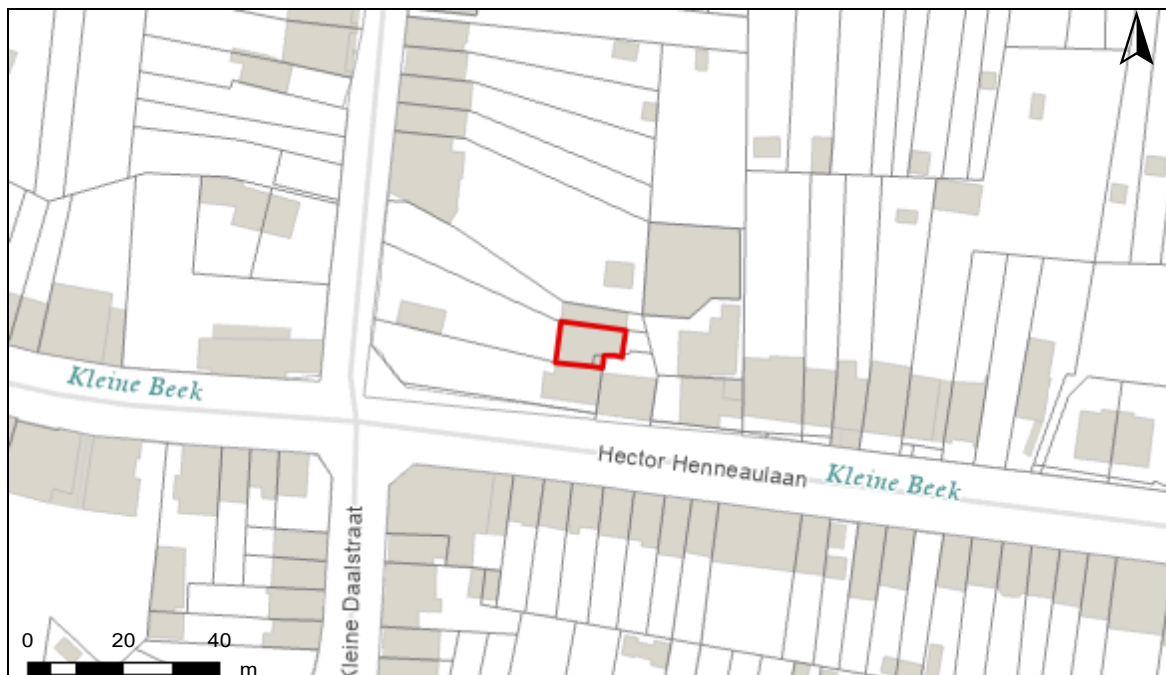 Kleine Beek
Hector Henneaulaan
Kleine Beek
Kleine-Daalstraat
0 20 40
m